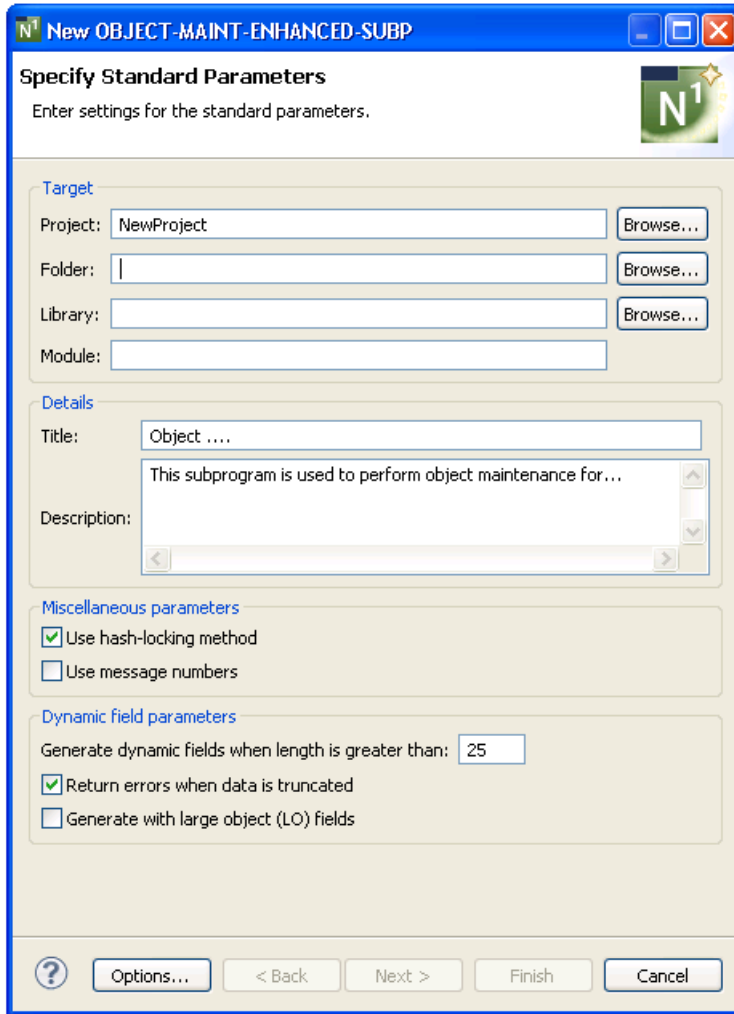 N1 New OBJECT-MAINT-ENHANCED-SUBP
Specify Standard Parameters
Enter settings for the standard parameters.
N1
Target
Project: NewProject Browse...
Folder: Browse...
Library: Browse...
Module:
Details
Title: Object ....
This subprogram is used to perform object maintenance for...
Description:
Miscellaneous parameters
Use hash-locking method
Use message numbers
Dynamic field parameters
Generate dynamic fields when length is greater than: 25
Return errors when data is truncated
Generate with large object (LO) fields
? Options... < Back Next > Finish Cancel